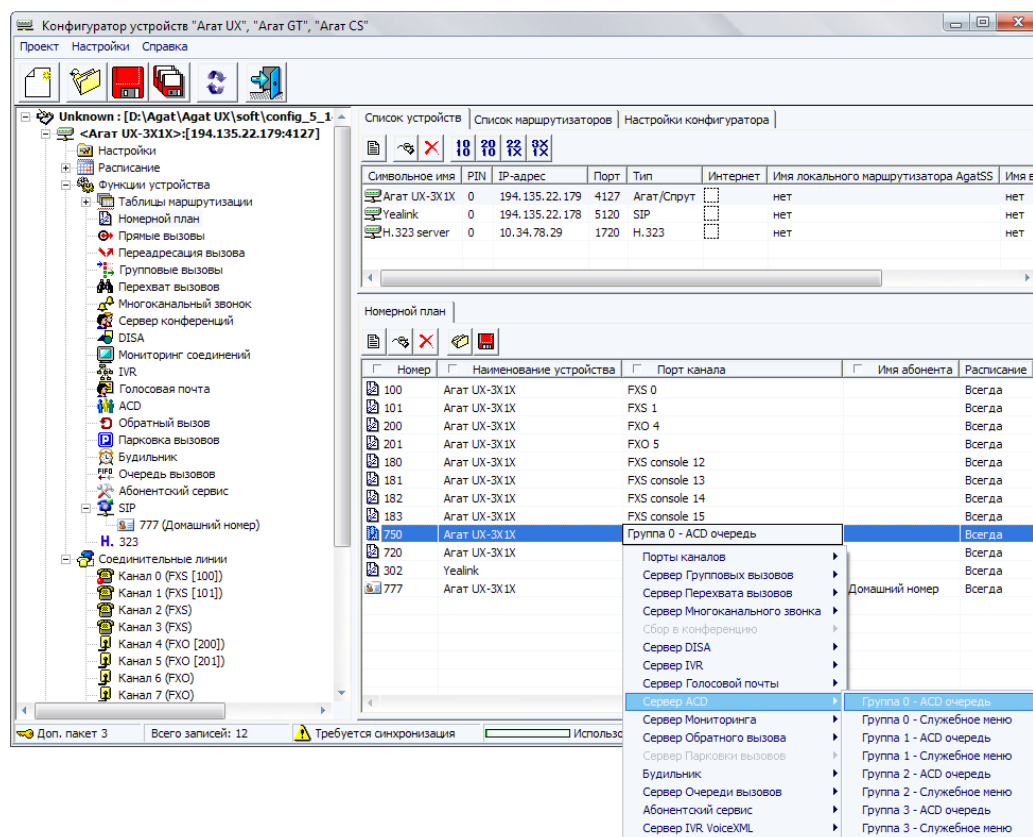 Конфигуратор устройств "Агат UX", "Агат GT", "Агат CS"
Проект Настройки Справка
Unknown : [D:\Agat\Agat UX\soft\config_5_1-
<Агат UX-3X1X>:[194.135.22.179:4127]
Настройки
Расписание
Функции устройства
Таблицы маршрутизации
Номерной план
Прямые вызовы
Переадресация вызова
Групповые вызовы
Перехват вызовов
Многоканальный звонок
Сервер конференций
DISA
Мониторинг соединений
IVR
Голосовая почта
ACD
Обратный вызов
Парковка вызовов
Будильник
Очередь вызовов
Абонентский сервис
SIP
777 (Домашний номер)
H. 323
Соединительные линии
Канал 0 (FXS [100])
Канал 1 (FXS [101])
Канал 2 (FXS)
Канал 3 (FXS)
Канал 4 (FXO [200])
Канал 5 (FXO [201])
Канал 6 (FXO)
Канал 7 (FXO)
Список устройств Список маршрутизаторов Настройки конфигуратора
Символьное имя PIN IP-адрес Порт Тип Интернет Имя локального маршрутизатора AgatSS Имя в
Агат UX-3X1X 0 194.135.22.179 4127 Агат/Спрут нет нет
Yealink 0 194.135.22.178 5120 SIP нет нет
H.323 server 0 10.34.78.29 1720 H.323 нет нет
Номерной план
Номер Наименование устройства Порт канала Имя абонента Расписание
100 Агат UX-3X1X FXS 0 Всегда
101 Агат UX-3X1X FXS 1 Всегда
200 Агат UX-3X1X FXO 4 Всегда
201 Агат UX-3X1X FXO 5 Всегда
180 Агат UX-3X1X FXS console 12 Всегда
181 Агат UX-3X1X FXS console 13 Всегда
182 Агат UX-3X1X FXS console 14 Всегда
183 Агат UX-3X1X FXS console 15 Всегда
750 Агат UX-3X1X Группа 0 - ACD очередь Всегда
720 Агат UX-3X1X Всегда
302 Yealink Всегда
777 Агат UX-3X1X Домашний номер Всегда
Порты каналов
Сервер Групповых вызовов
Сервер Перехвата вызовов
Сервер Многоканального звонка
Сбор в конференцию
Сервер DISA
Сервер IVR
Сервер Голосовой почты
Сервер ACD
Сервер Мониторинга
Сервер Обратного вызова
Сервер Парковки вызовов
Будильник
Сервер Очереди вызовов
Абонентский сервис
Сервер IVR VoiceXML
Группа 0 - ACD очередь
Группа 0 - Служебное меню
Группа 1 - ACD очередь
Группа 1 - Служебное меню
Группа 2 - ACD очередь
Группа 2 - Служебное меню
Группа 3 - ACD очередь
Группа 3 - Служебное меню
Доп. пакет 3 Всего записей: 12 Требуется синхронизация Использо